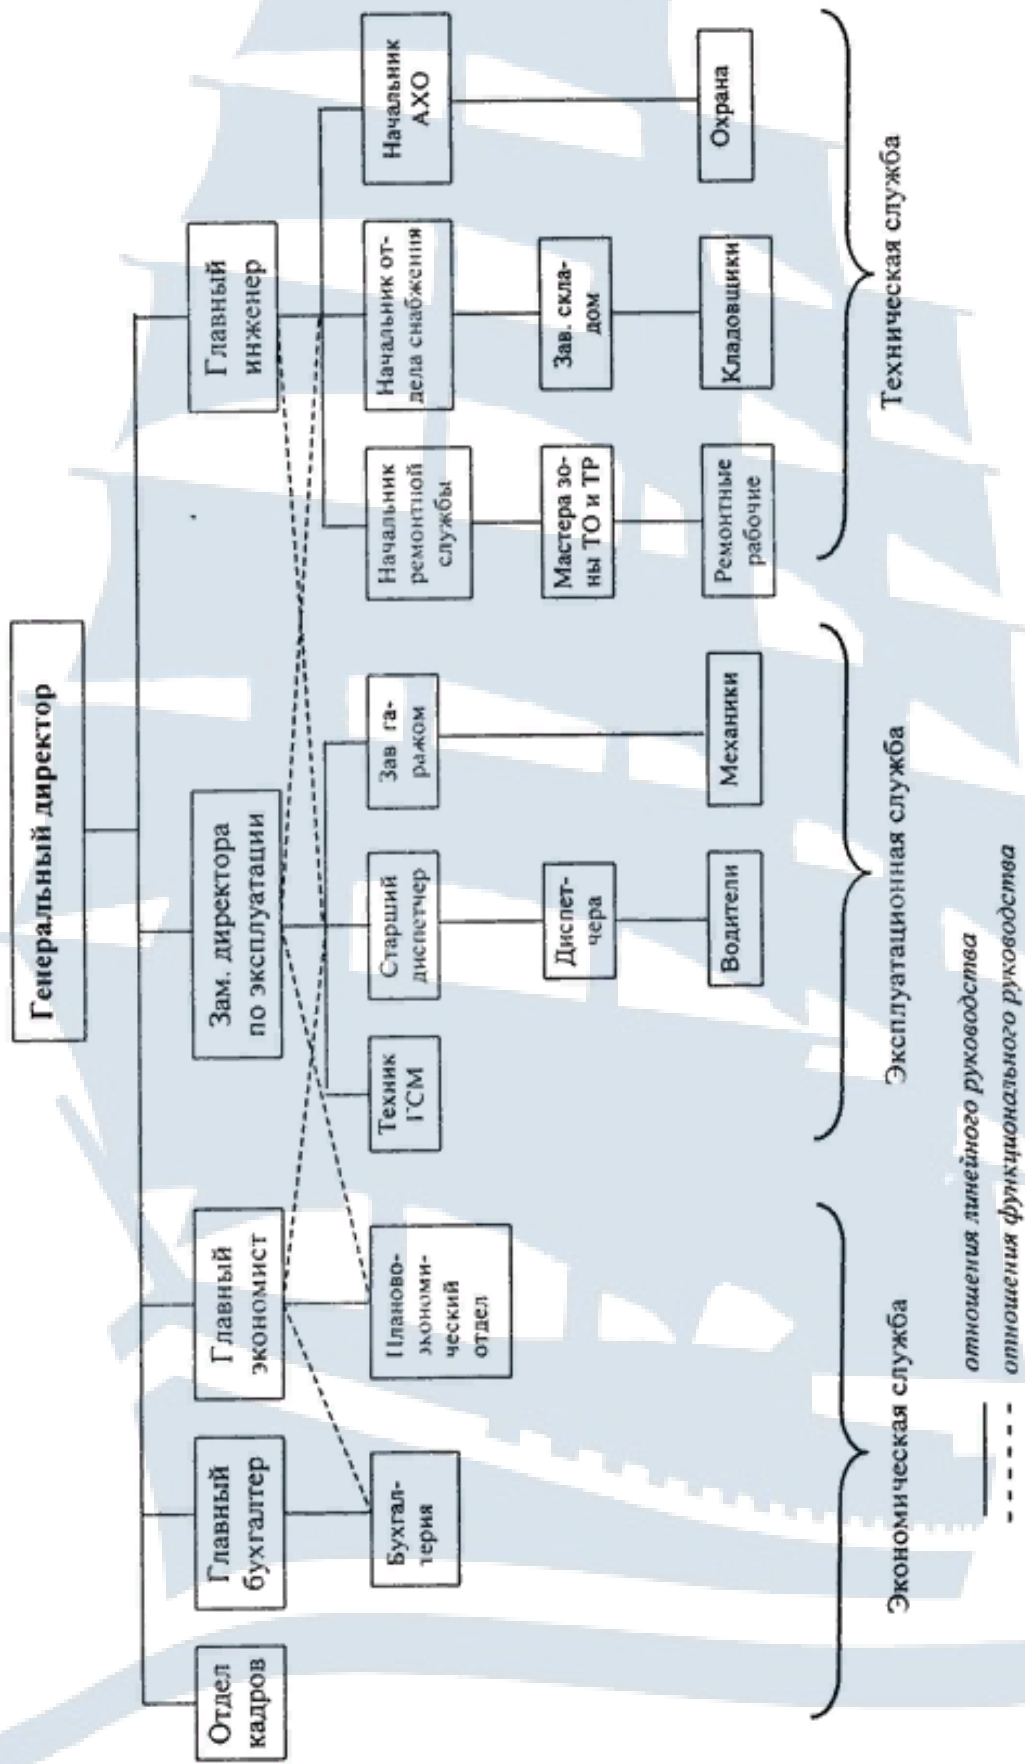 Генеральный директор
Отдел
кадров
Главный
бухгалтер
Главный
экономист
Зам. директора
по эксплуатации
Главный
инженер
Бухгал-
терия
Планово-
экономи-
ческий
отдел
Техник
ГСМ
Старший
диспетчер
Зав га-
ражом
Начальник
ремонтной
службы
Начальник от-
дела снабжения
Начальник
АХО
Диспет-
чера
Мастера зо-
ны ТО и ТР
Зав. скла-
дом
Водители
Механики
Ремонтные
рабочие
Кладовщики
Охрана
Экономическая служба
Эксплуатационная служба
Техническая служба
отношения линейного руководства
отношения функционального руководства